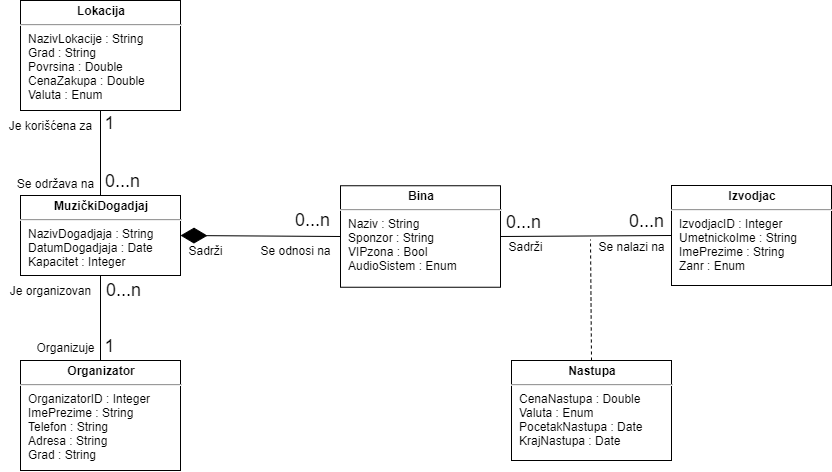 Lokacija
NazivLokacije : String
Grad : String
Povrsina : Double
CenaZakupa : Double
Valuta : Enum
Je korišćena za
1
Se održava na
0...n
MuzičkiDogadjaj
NazivDogadjaja : String
DatumDogadjaja : Date
Kapacitet : Integer
Sadrži
0...n
Se odnosi na
Bina
Naziv : String
Sponzor : String
VIPzona : Bool
AudioSistem : Enum
0...n
Sadrži
0...n
Se nalazi na
Izvodjac
IzvodjacID : Integer
UmetnickoIme : String
ImePrezime : String
Zanr : Enum
Je organizovan
0...n
Organizuje
1
Organizator
OrganizatorID : Integer
ImePrezime : String
Telefon : String
Adresa : String
Grad : String
Nastupa
CenaNastupa : Double
Valuta : Enum
PocetakNastupa : Date
KrajNastupa : Date